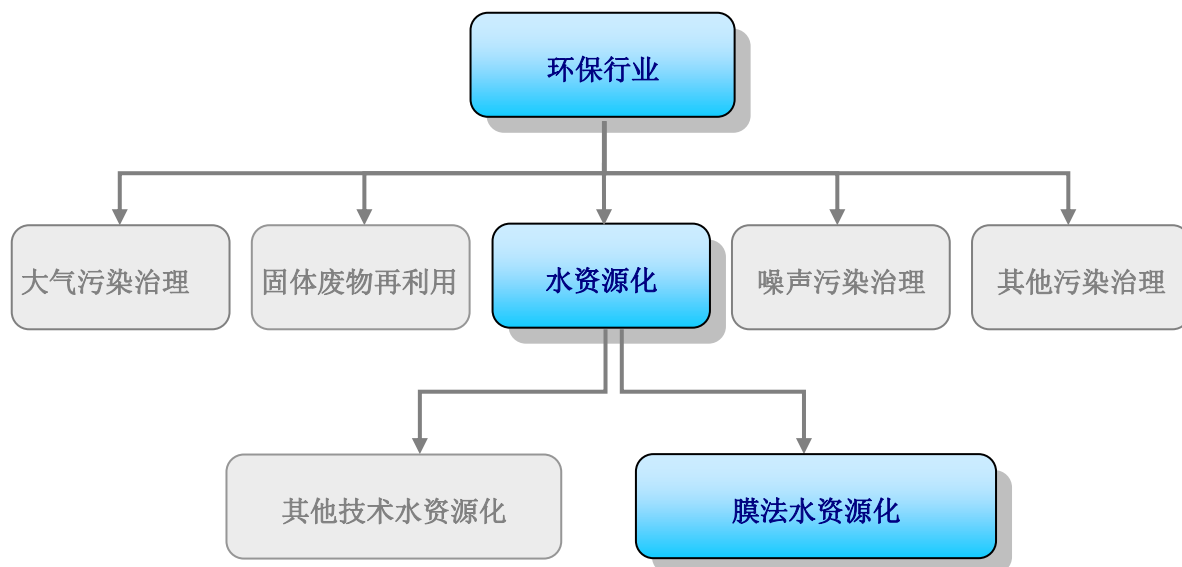 环保行业
大气污染治理
固体废物再利用
水资源化
噪声污染治理
其他污染治理
其他技术水资源化
膜法水资源化